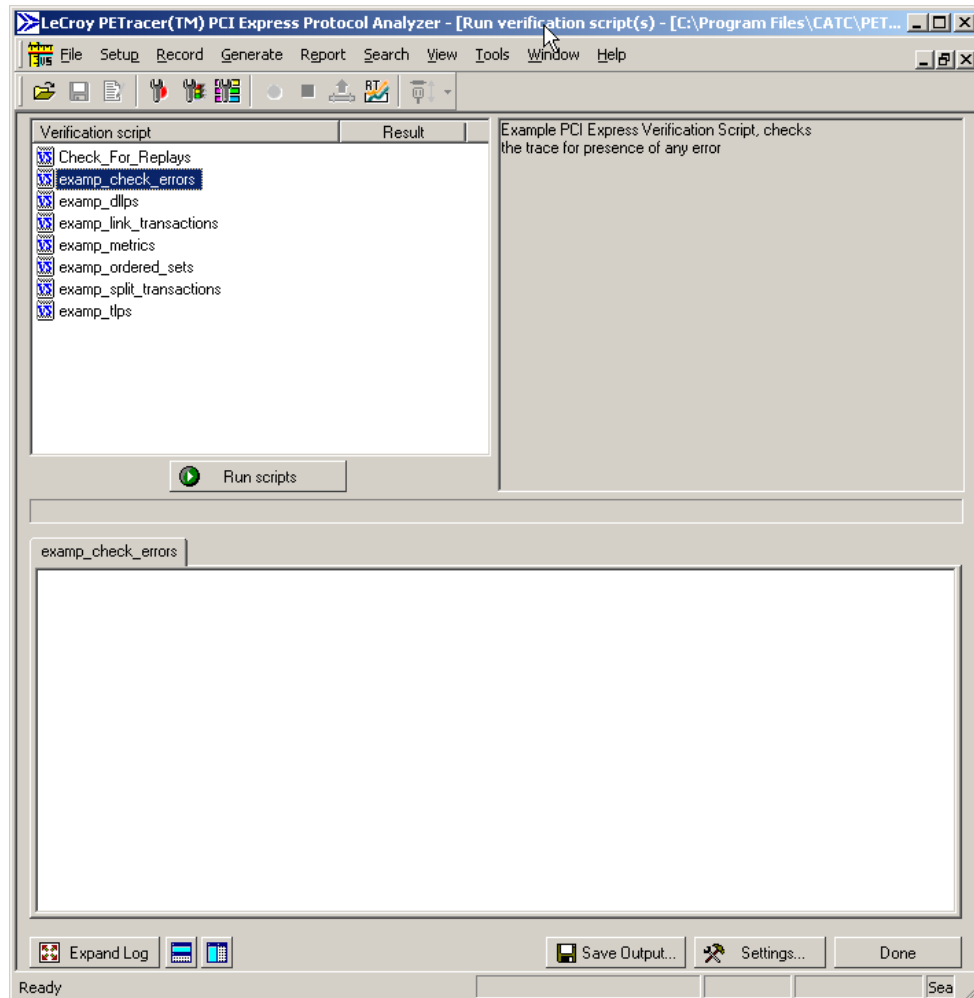 LeCroy PETracer(TM) PCI Express Protocol Analyzer - [Run verification script(s) - [C:\Program Files\CATC\PET...
File Setup Record Generate Report Search View Tools Window Help
Verification script Result
Check_For_Replays
examp_check_errors
examp_dllps
examp_link_transactions
examp_metrics
examp_ordered_sets
examp_split_transactions
examp_tlps
Example PCI Express Verification Script, checks
the trace for presence of any error
Run scripts
examp_check_errors
Expand Log Save Output... Settings... Done
Ready Sea